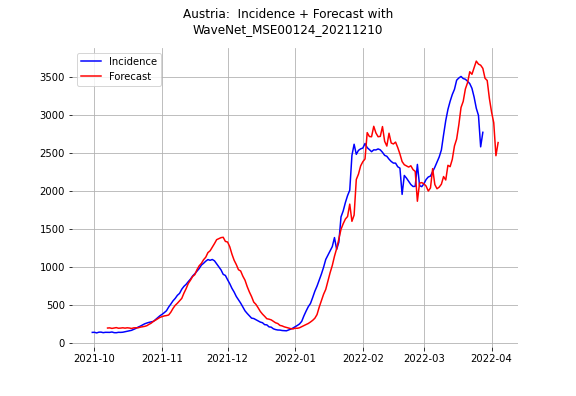 Austria:  Incidence + Forecast with
WaveNet_MSE00124_20211210
Incidence
Forecast
3500
3000
2500
2000
1500
1000
500
0
2021-10 2021-11 2021-12 2022-01 2022-02 2022-03 2022-04